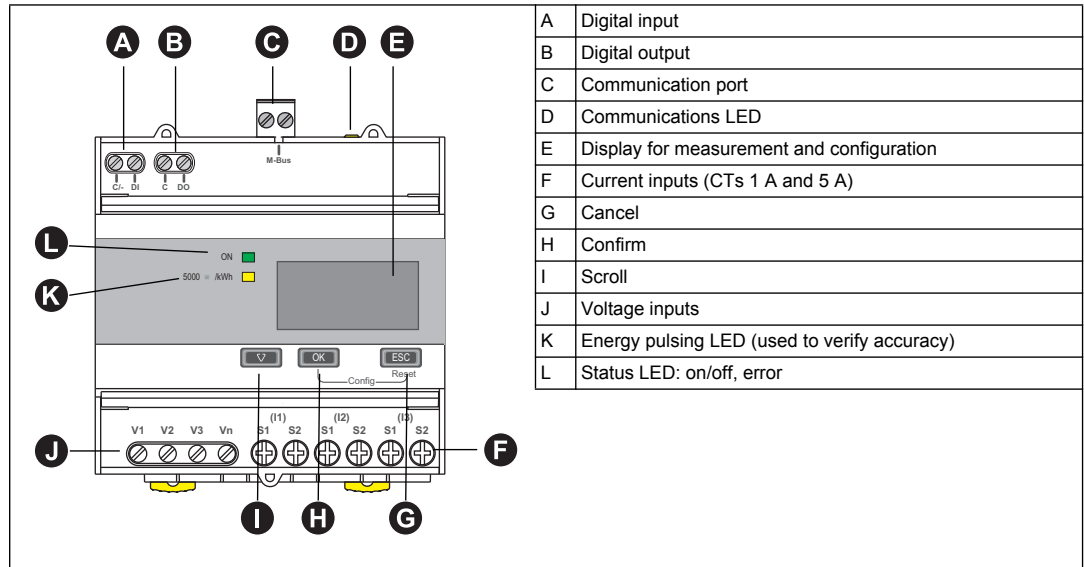 A B C D E
M-Bus
C/- DI C DO
L ON
K 5000 /kWh
OK ESC
Reset
Config
(I1) (I2) (I3)
V1 V2 V3 Vn S1 S2 S1 S2 S1 S2
J F
I H G
A Digital input
B Digital output
C Communication port
D Communications LED
E Display for measurement and configuration
F Current inputs (CTs 1 A and 5 A)
G Cancel
H Confirm
I Scroll
J Voltage inputs
K Energy pulsing LED (used to verify accuracy)
L Status LED: on/off, error